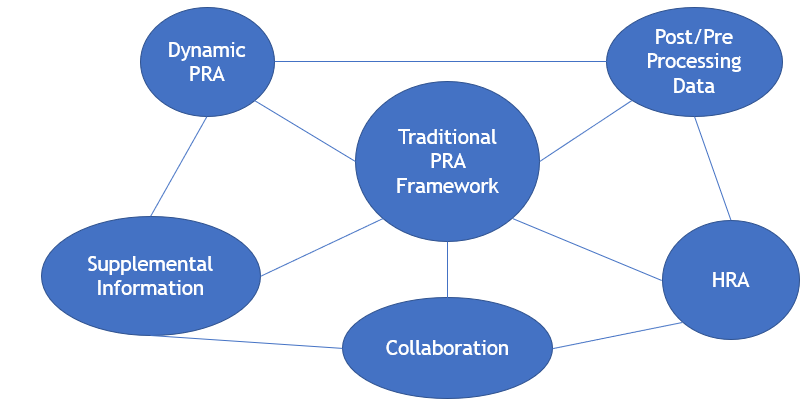 Dynamic
PRA
Post/Pre
Processing
Data
Traditional
PRA
Framework
Supplemental
Information
HRA
Collaboration